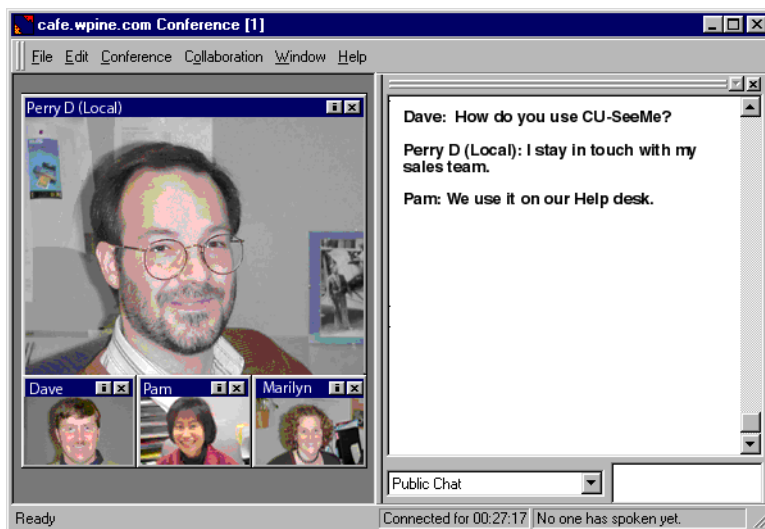 cafe.wpine.com Conference [1]
File Edit Conference Collaboration Window Help
Perry D (Local)
Dave Pam Marilyn
Dave: How do you use CU-SeeMe?
Perry D (Local): I stay in touch with my
sales team.
Pam: We use it on our Help desk.
Public Chat
Ready
Connected for 00:27:17 No one has spoken yet.